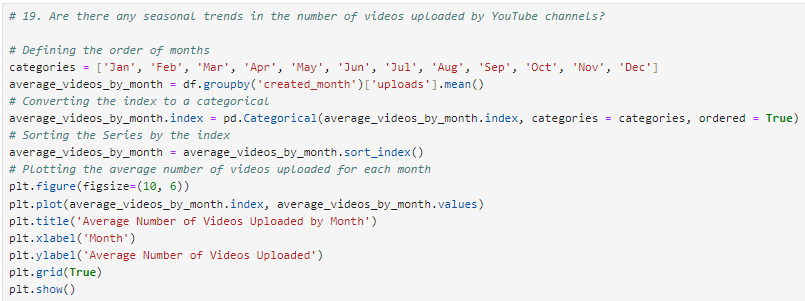 # 19. Are there any seasonal trends in the number of videos uploaded by YouTube channels?
# Defining the order of months
categories = ['Jan', 'Feb', 'Mar', 'Apr', 'May', 'Jun', 'Jul', 'Aug', 'Sep', 'Oct', 'Nov', 'Dec']
average_videos_by_month = df.groupby('created_month')['uploads'].mean()
# Converting the index to a categorical
average_videos_by_month.index = pd.Categorical(average_videos_by_month.index, categories = categories, ordered = True)
# Sorting the Series by the index
average_videos_by_month = average_videos_by_month.sort_index()
# Plotting the average number of videos uploaded for each month
plt.figure(figsize=(10, 6))
plt.plot(average_videos_by_month.index, average_videos_by_month.values)
plt.title('Average Number of Videos Uploaded by Month')
plt.xlabel('Month')
plt.ylabel('Average Number of Videos Uploaded')
plt.grid(True)
plt.show()